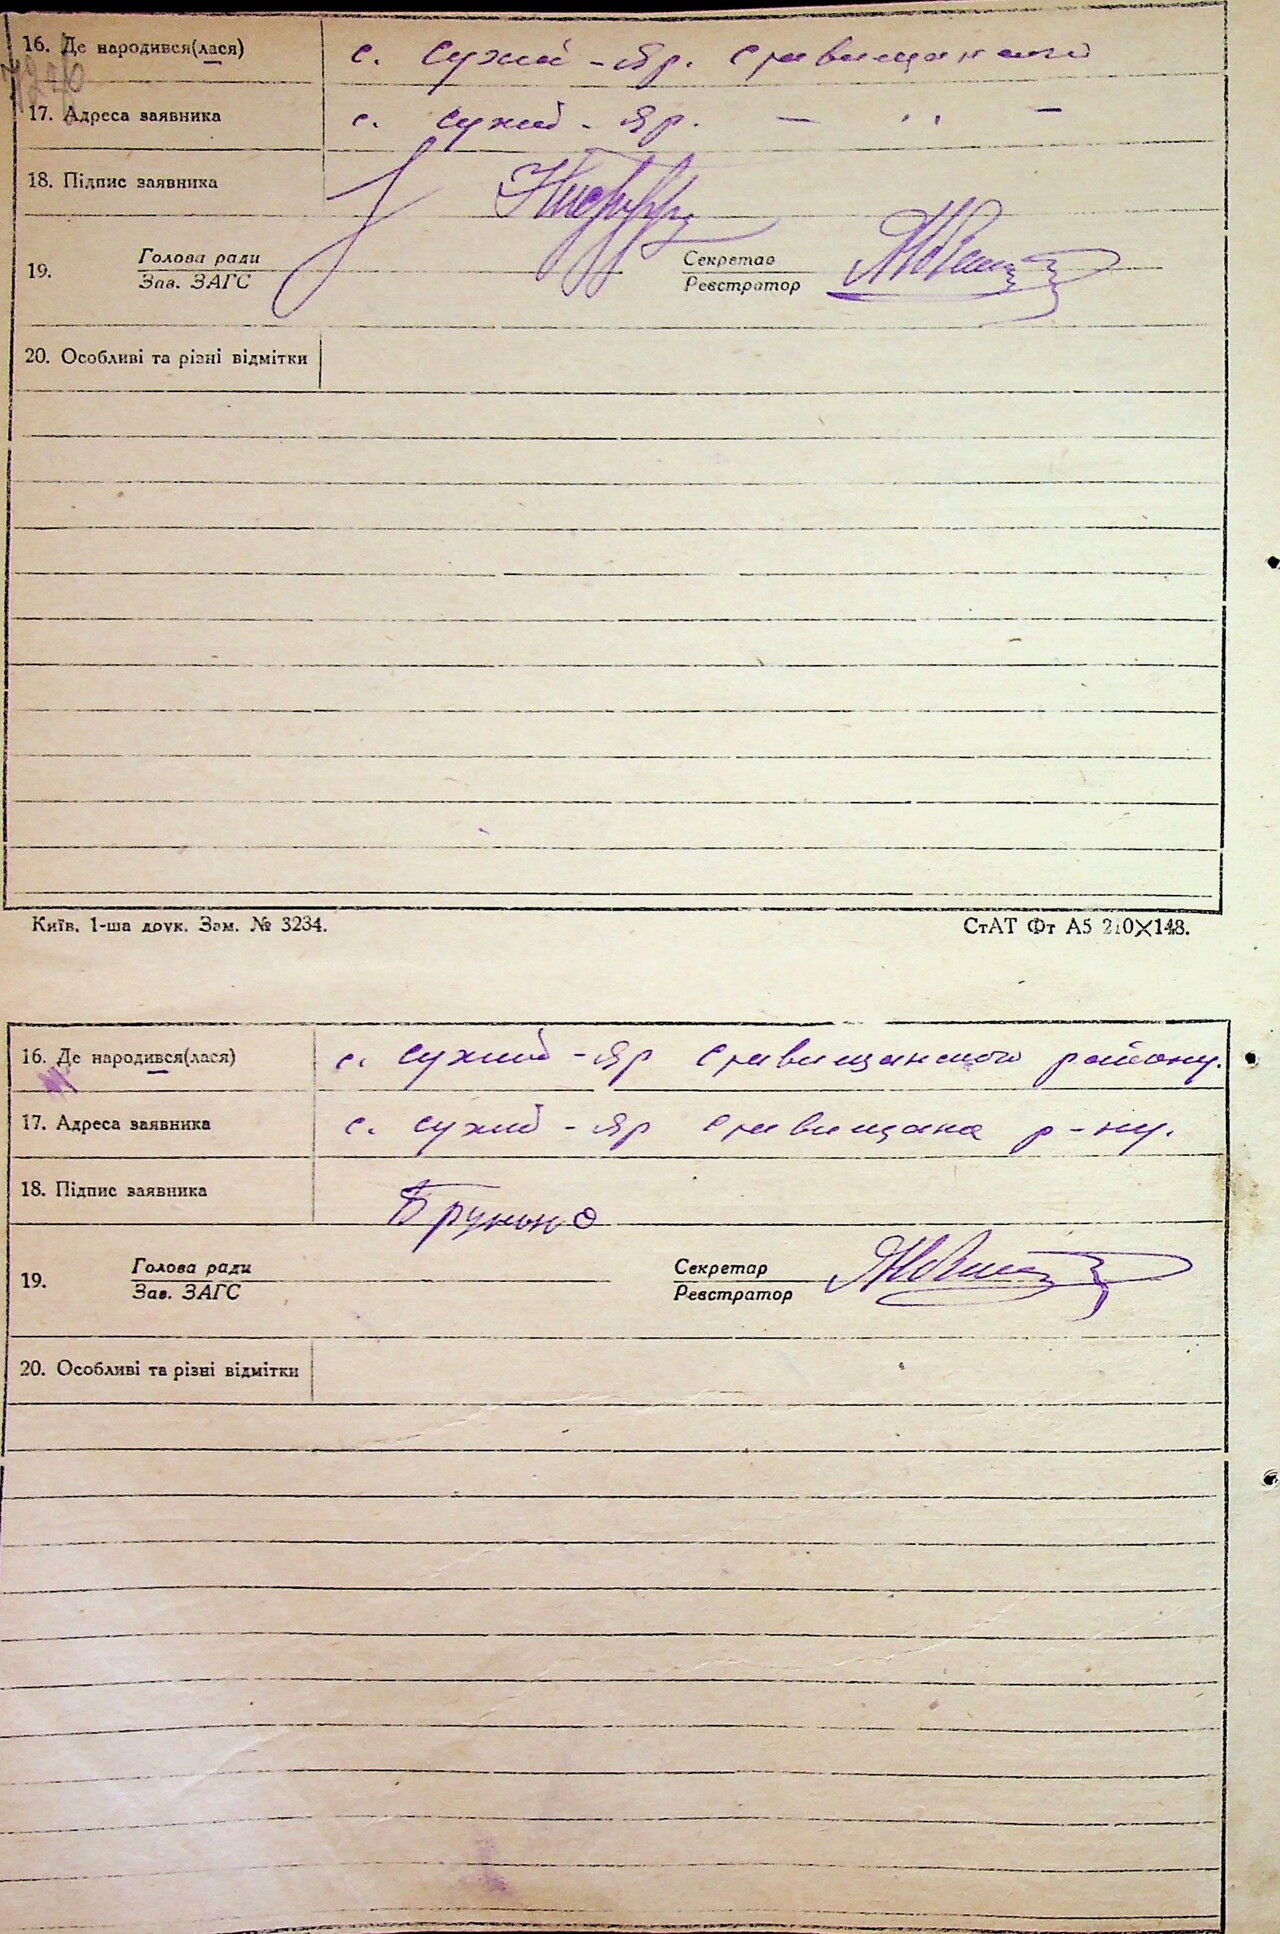 16. Де народився(лася) с. Сухий-Яр. Ставищанського
17. Адреса заявника с. Сухий-Яр. — ,, —
18. Підпис заявника
19. Голова ради Секретар
Зав. ЗАГС Реєстратор
20. Особливі та різні відмітки
Київ, 1-ша друк. Зам. № 3234. СтАТ Фт А5 210×148.
16. Де народився(лася) с. Сухий-Яр Ставищанського району.
17. Адреса заявника с. Сухий-Яр Ставищана р-ну.
18. Підпис заявника
19. Голова ради Секретар
Зав. ЗАГС Реєстратор
20. Особливі та різні відмітки